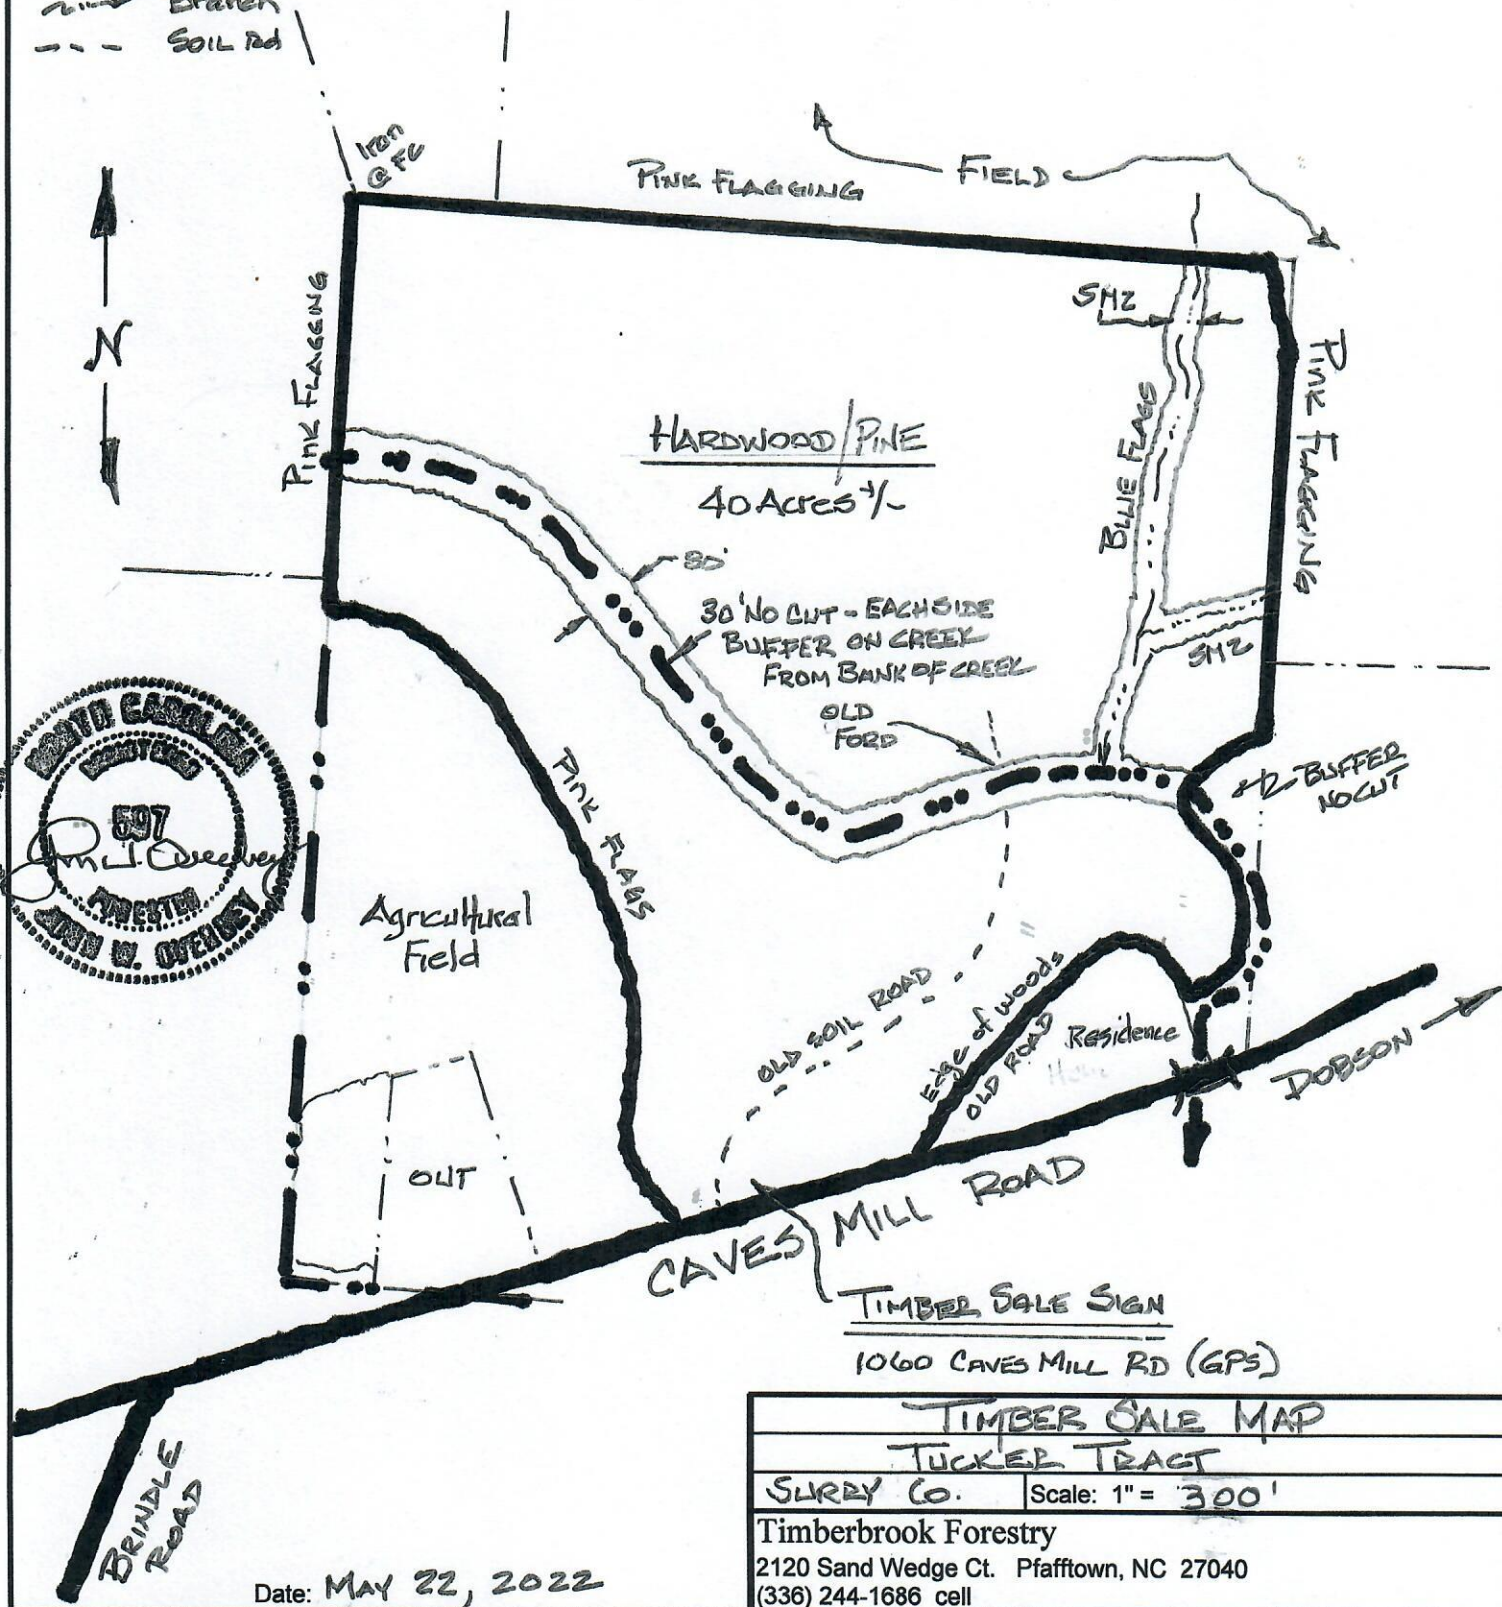 Branch
SOIL Rd
Iron
@ FC
PINK FLAGGING
FIELD
N
PINK FLAGGING
SMZ
PINK FLAGGING
HARDWOOD/PINE
40 Acres +/-
BLUE FLAGS
80'
30' NO CUT - EACH SIDE
BUFFER ON CREEK
FROM BANK OF CREEK
SMZ
OLD
FORD
BUFFER
NO CUT
PINK FLAGS
NORTH CAROLINA
REGISTERED
597
FORESTER
JOHN W. OVERBEY
Agricultural
Field
OLD SOIL ROAD
Edge of woods
OLD ROAD
Residence
DOBSON
OUT
CAVES MILL ROAD
TIMBER SALE SIGN
1060 CAVES MILL RD (GPS)
BRINDLE
ROAD
TIMBER SALE MAP
TUCKER TRACT
SURRY CO.
Scale: 1" = 300'
Timberbrook Forestry
2120 Sand Wedge Ct. Pfafftown, NC 27040
(336) 244-1686 cell
Date: MAY 22, 2022